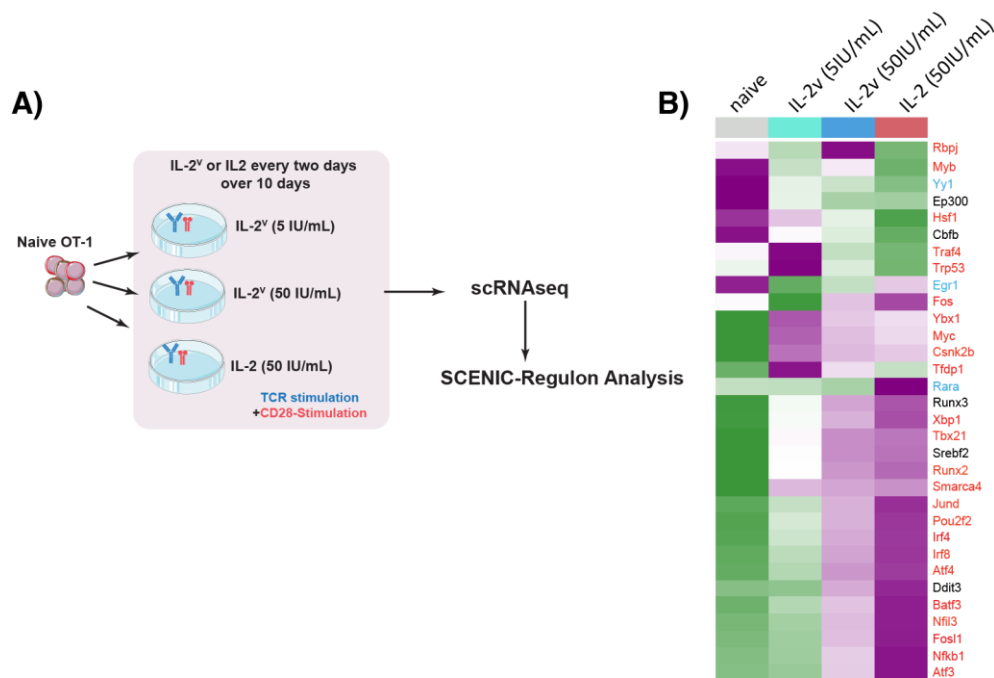 A)
IL-2ⱽ or IL2 every two days
over 10 days
Naive OT-1
IL-2ⱽ (5 IU/mL)
IL-2ⱽ (50 IU/mL)
IL-2 (50 IU/mL)
TCR stimulation
+CD28-Stimulation
scRNAseq
SCENIC-Regulon Analysis
B)
naive
IL-2v (5IU/mL)
IL-2v (50IU/mL)
IL-2 (50IU/mL)
Rbpj
Myb
Yy1
Ep300
Hsf1
Cbfb
Traf4
Trp53
Egr1
Fos
Ybx1
Myc
Csnk2b
Tfdp1
Rara
Runx3
Xbp1
Tbx21
Srebf2
Runx2
Smarca4
Jund
Pou2f2
Irf4
Irf8
Atf4
Ddit3
Batf3
Nfil3
Fosl1
Nfkb1
Atf3